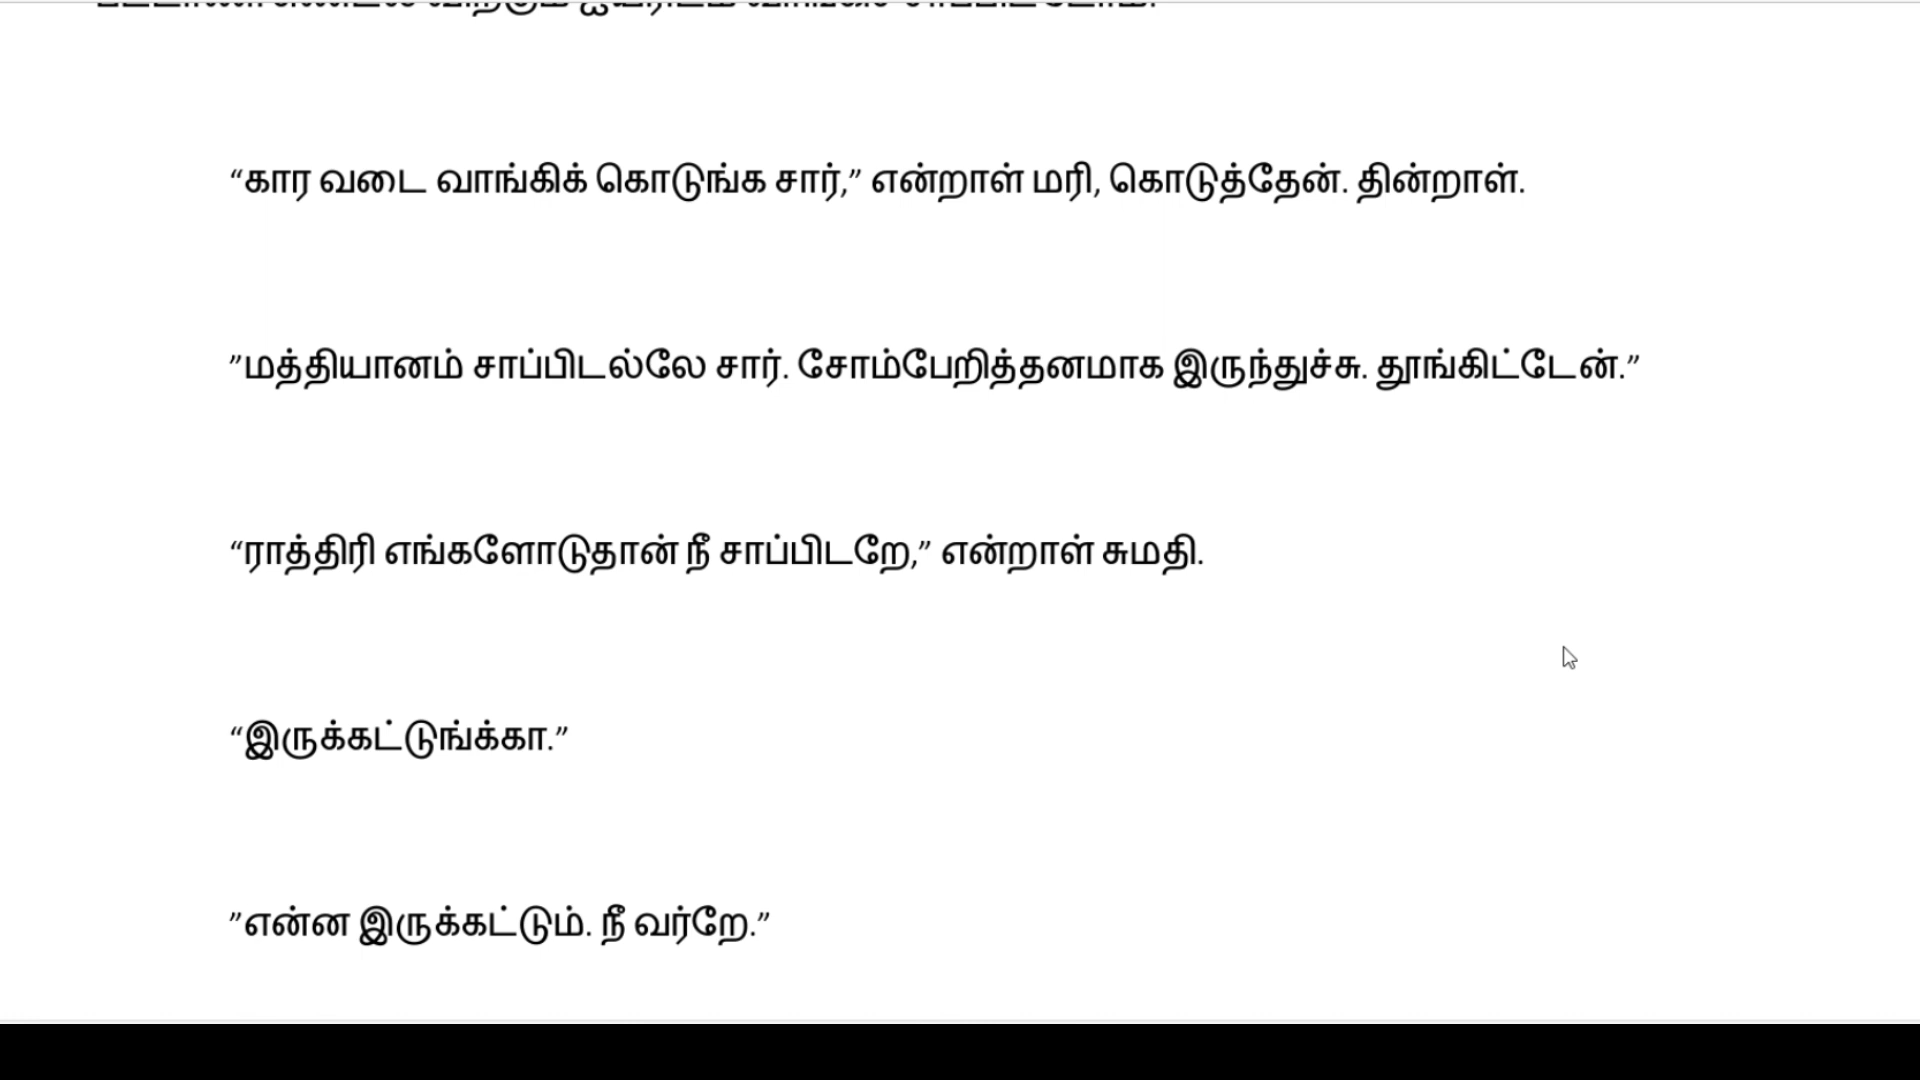 “கார வடை வாங்கிக் கொடுங்க சார்,” என்றாள் மரி, கொடுத்தேன். தின்றாள்.
”மத்தியானம் சாப்பிடல்லே சார். சோம்பேறித்தனமாக இருந்துச்சு. தூங்கிட்டேன்.”
“ராத்திரி எங்களோடுதான் நீ சாப்பிடறே,” என்றாள் சுமதி.
“இருக்கட்டுங்க்கா.”
”என்ன இருக்கட்டும். நீ வர்றே.”